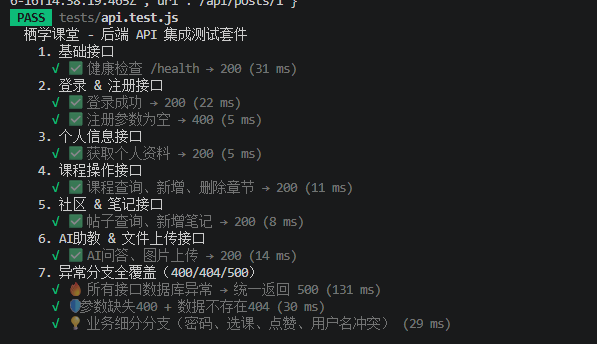 6-16T14:38:19.465Z , uri : /api/posts/1 }
PASS tests/api.test.js
栖学课堂 - 后端 API 集成测试套件
1. 基础接口
√ ✅ 健康检查 /health → 200 (31 ms)
2. 登录 & 注册接口
√ ✅ 登录成功 → 200 (22 ms)
√ ✅ 注册参数为空 → 400 (5 ms)
3. 个人信息接口
√ ✅ 获取个人资料 → 200 (5 ms)
4. 课程操作接口
√ ✅ 课程查询、新增、删除章节 → 200 (11 ms)
5. 社区 & 笔记接口
√ ✅ 帖子查询、新增笔记 → 200 (8 ms)
6. AI助教 & 文件上传接口
√ ✅ AI问答、图片上传 → 200 (14 ms)
7. 异常分支全覆盖（400/404/500）
√ 🔥 所有接口数据库异常 → 统一返回 500 (131 ms)
√ 参数缺失400 + 数据不存在404 (30 ms)
√ 💡 业务细分分支（密码、选课、点赞、用户名冲突） (29 ms)